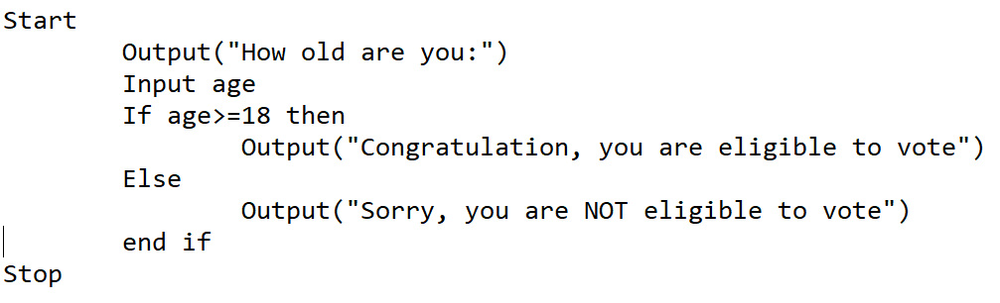 Start
Output("How old are you:")
Input age
If age>=18 then
Output("Congratulation, you are eligible to vote")
Else
Output("Sorry, you are NOT eligible to vote")
end if
Stop